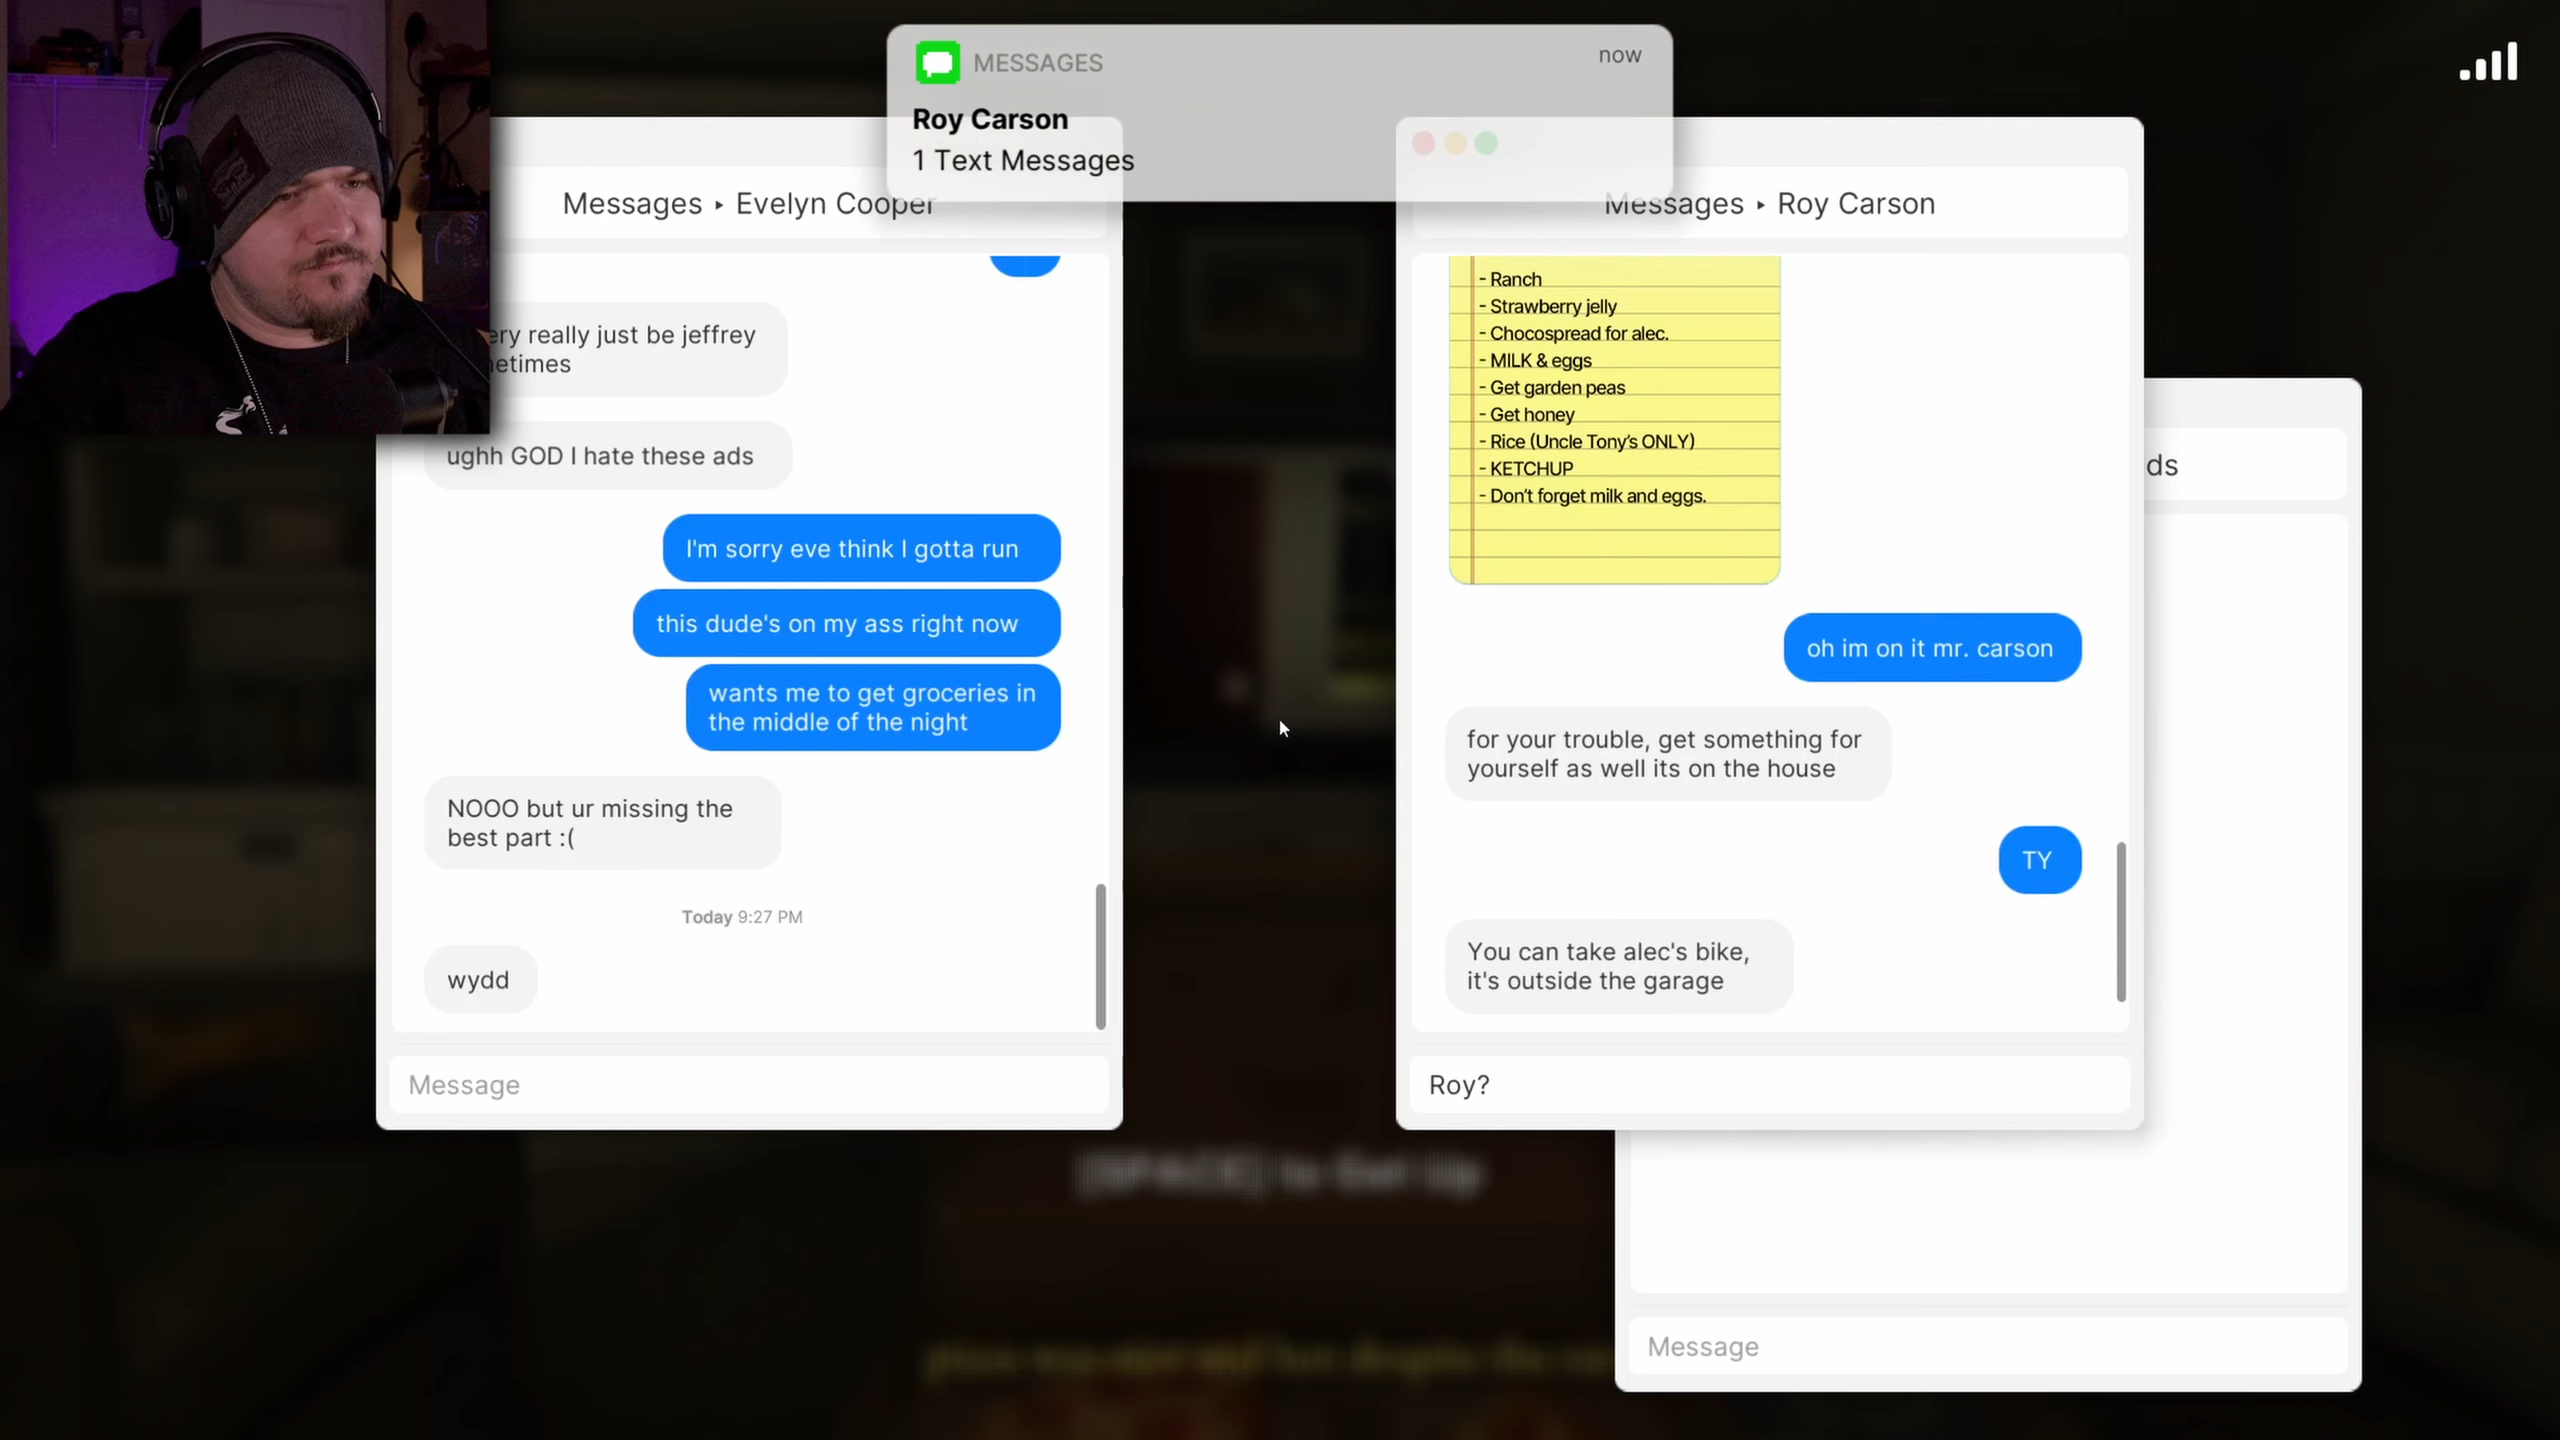 MESSAGES
now
Roy Carson
1 Text Messages
Messages ▸ Evelyn Cooper
really just be jeffrey
ughh GOD I hate these ads
I'm sorry eve think I gotta run
this dude's on my ass right now
wants me to get groceries in
the middle of the night
NOOO but ur missing the
best part :(
Today 9:27 PM
wydd
Message
Messages ▸ Roy Carson
- Ranch
- Strawberry jelly
- Chocospread for alec.
- MILK & eggs
- Get garden peas
- Get honey
- Rice (Uncle Tony's ONLY)
- KETCHUP
- Don't forget milk and eggs.
oh im on it mr. carson
for your trouble, get something for
yourself as well its on the house
TY
You can take alec's bike,
it's outside the garage
Roy?
ds
Message
[SPACE] to Get Up